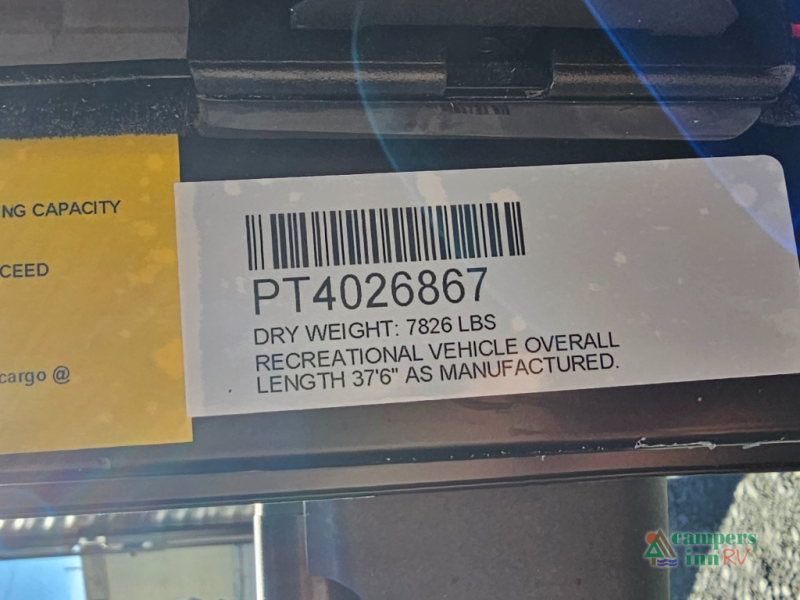 NG CAPACITY
CEED
cargo @
PT4026867
DRY WEIGHT: 7826 LBS
RECREATIONAL VEHICLE OVERALL
LENGTH 37'6" AS MANUFACTURED.
campers
inn RV